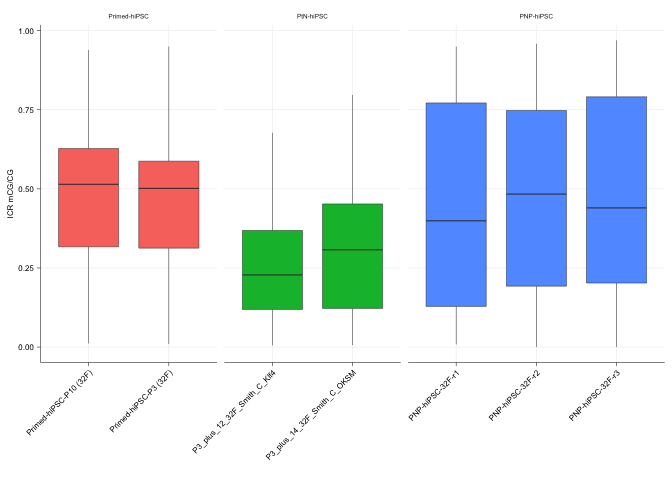 Primed-hiPSC PtN-hiPSC PNP-hiPSC
1.00
0.75
0.50
0.25
0.00
ICR mCG/CG
Primed-hiPSC-P10 (32F)
Primed-hiPSC-P3 (32F)
P3_plus_12_32F_Smith_C_Klf4
P3_plus_14_32F_Smith_C_OKSM
PNP-hiPSC-32F-r1
PNP-hiPSC-32F-r2
PNP-hiPSC-32F-r3